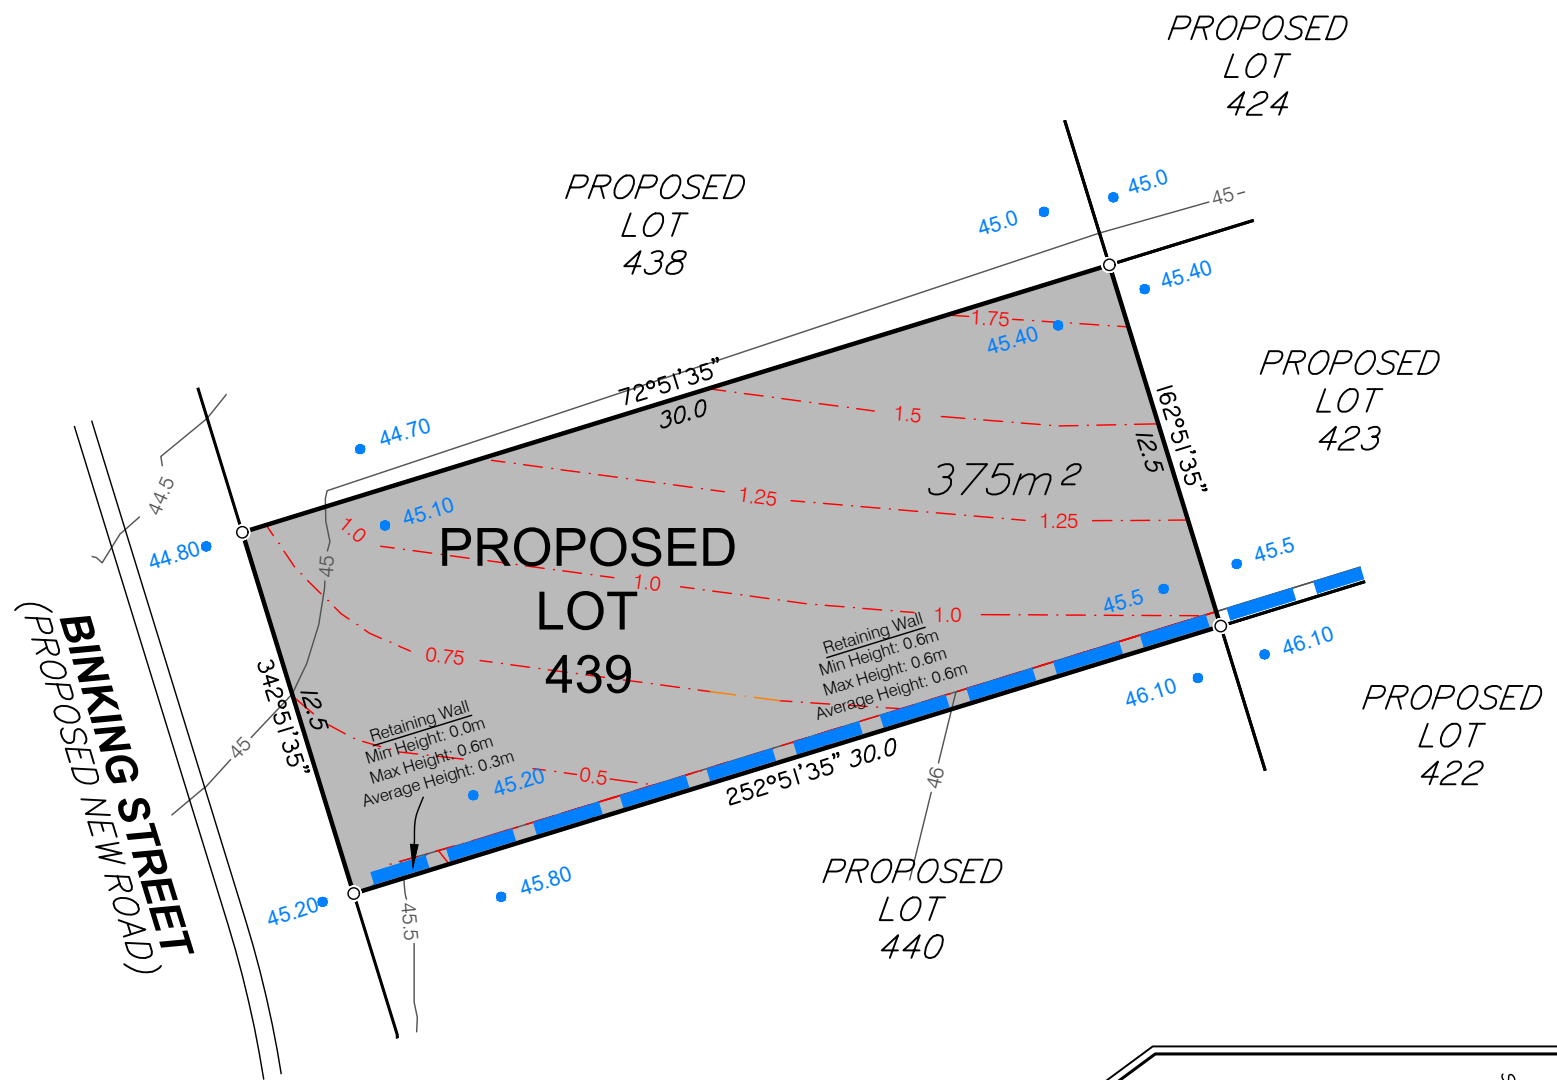 PROPOSED
LOT
424
PROPOSED
LOT
438
45.0
45.0
45-
45.40
45.40
1.75
PROPOSED
LOT
423
72°51'35"
30.0
44.70
44.5
44.80
45.10
1.0
1.5
162°51'35"
12.5
375m²
1.25
1.25
PROPOSED
LOT
439
45
1.0
1.0
45.5
45.5
46.10
46.10
0.75
Retaining Wall
Min Height: 0.6m
Max Height: 0.6m
Average Height: 0.6m
BINKING STREET
(PROPOSED NEW ROAD)
342°51'35"
12.5
45
Retaining Wall
Min Height: 0.0m
Max Height: 0.6m
Average Height: 0.3m
45.20
0.5
252°51'35" 30.0
46
PROPOSED
LOT
422
45.20
45.5
45.80
PROPOSED
LOT
440